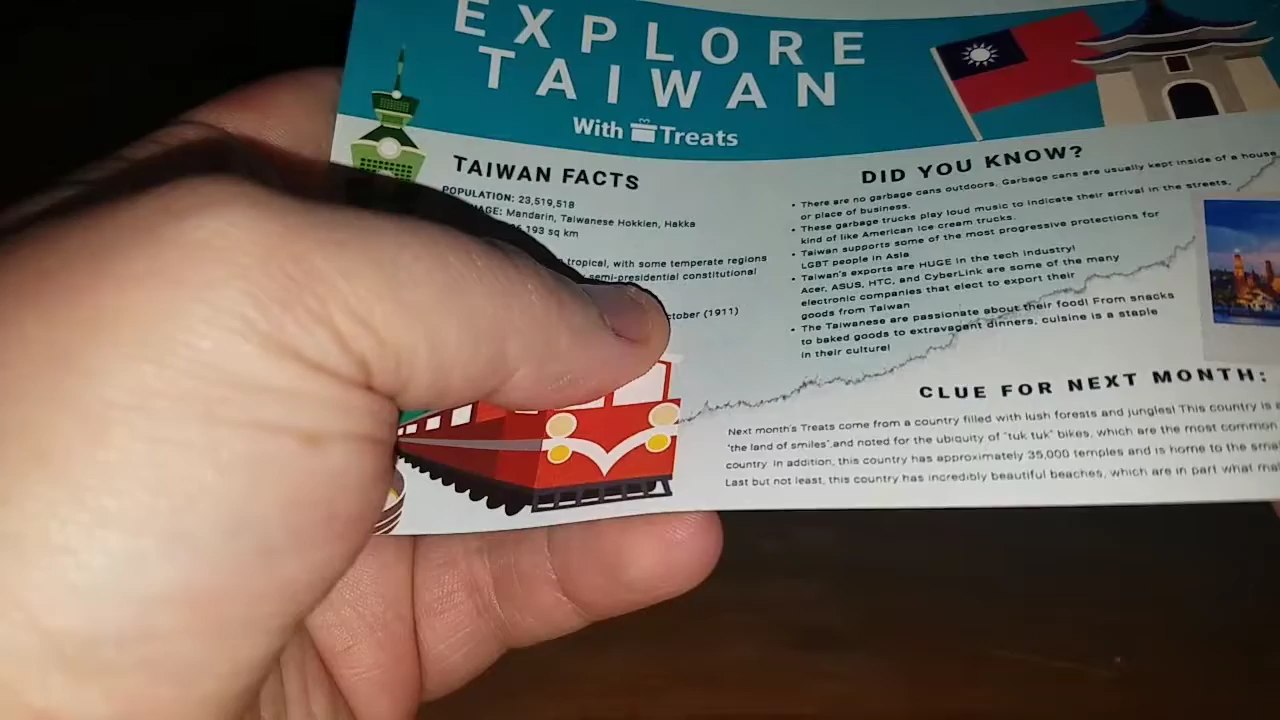 EXPLORE
TAIWAN
With Treats
TAIWAN FACTS
POPULATION: 23,519,518
Mandarin, Taiwanese Hokkien, Hakka
193 sq km
tropical, with some temperate regions
semi-presidential constitutional
(1911)
DID YOU KNOW?
• There are no garbage cans outdoors. Garbage cans are usually kept inside of a house
or place of business.
• These garbage trucks play loud music to indicate their arrival in the streets,
kind of like American ice cream trucks.
• Taiwan supports some of the most progressive protections for
LGBT people in Asia
• Taiwan's exports are HUGE in the tech industry!
Acer, ASUS, HTC, and CyberLink are some of the many
electronic companies that elect to export their
goods from Taiwan
• The Taiwanese are passionate about their food! From snacks
to baked goods to extravagant dinners, cuisine is a staple
in their culture!
CLUE FOR NEXT MONTH:
Next month's Treats come from a country filled with lush forests and jungles! This country is
"the land of smiles",and noted for the ubiquity of "tuk tuk" bikes, which are the most common
country. In addition, this country has approximately 35,000 temples and is home to the
Last but not least, this country has incredibly beautiful beaches, which are in part what